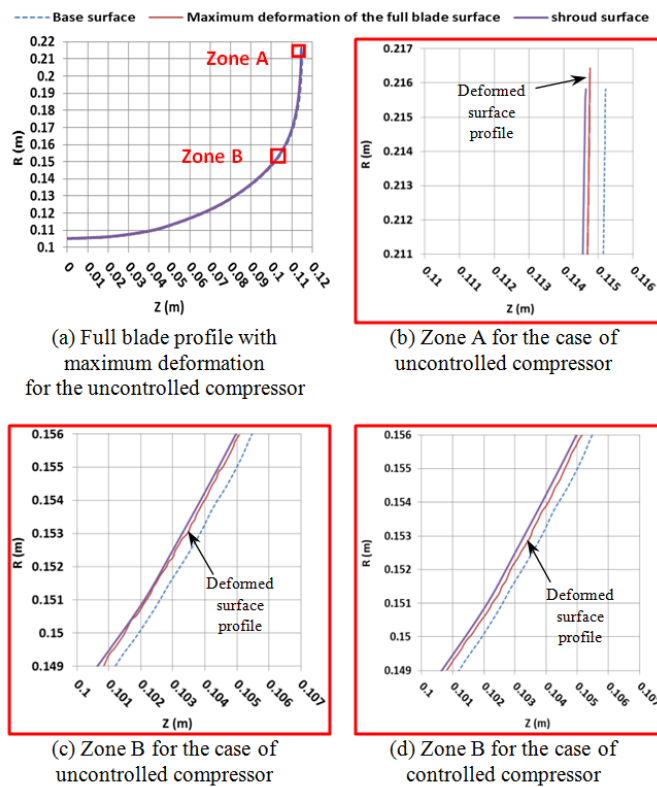 Base surface
Maximum deformation of the full blade surface
shroud surface
0.22
0.21
0.2
0.19
0.18
0.17
0.16
0.15
0.14
0.13
0.12
0.11
0.1
R (m)
Zone A
Zone B
0
0.01
0.02
0.03
0.04
0.05
0.06
0.07
0.08
0.09
0.1
0.11
0.12
Z (m)
(a) Full blade profile with
maximum deformation
for the uncontrolled compressor
0.217
0.216
0.215
0.214
0.213
0.212
0.211
R (m)
Deformed
surface
profile
0.11
0.111
0.112
0.113
0.114
0.115
0.116
Z (m)
(b) Zone A for the case of
uncontrolled compressor
0.156
0.155
0.154
0.153
0.152
0.151
0.15
0.149
R (m)
Deformed
surface
profile
0.1
0.101
0.102
0.103
0.104
0.105
0.106
0.107
Z (m)
(c) Zone B for the case of
uncontrolled compressor
0.156
0.155
0.154
0.153
0.152
0.151
0.15
0.149
R (m)
Deformed
surface
profile
0.1
0.101
0.102
0.103
0.104
0.105
0.106
0.107
Z (m)
(d) Zone B for the case of
controlled compressor